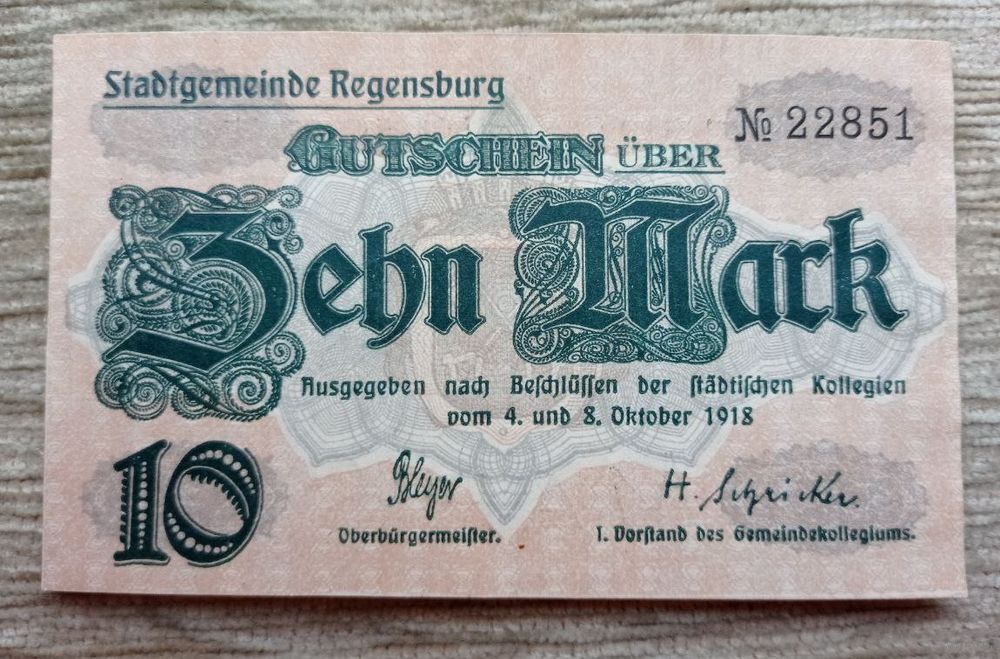 Stadtgemeinde Regensburg
№ 22851
GUTSCHEIN ÜBER
Zehn Mark
Ausgegeben nach Beschlüssen der städtischen Kollegien
vom 4. und 8. Oktober 1918
10
Oberbürgermeister.
H. Schricker.
1. Vorstand des Gemeindekollegiums.